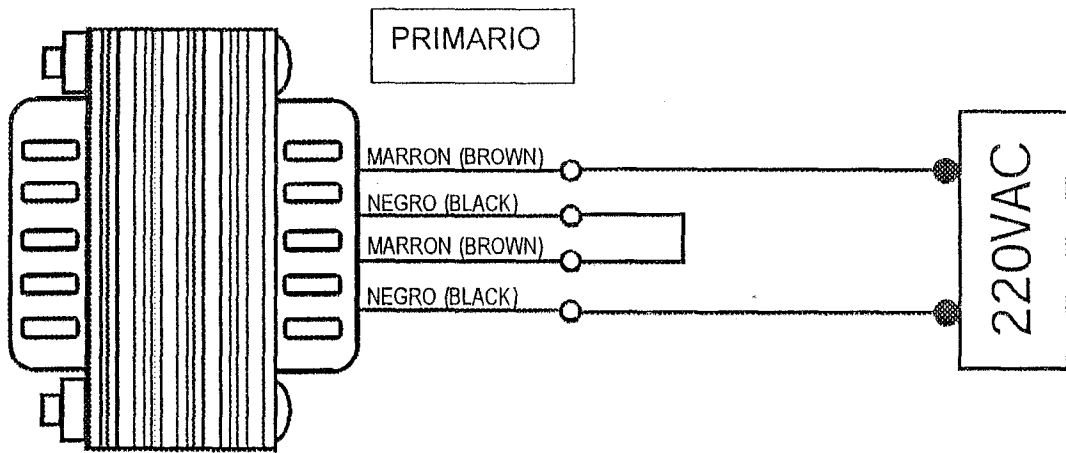 PRIMARIO
MARRON (BROWN)
NEGRO (BLACK)
MARRON (BROWN)
NEGRO (BLACK)
220VAC